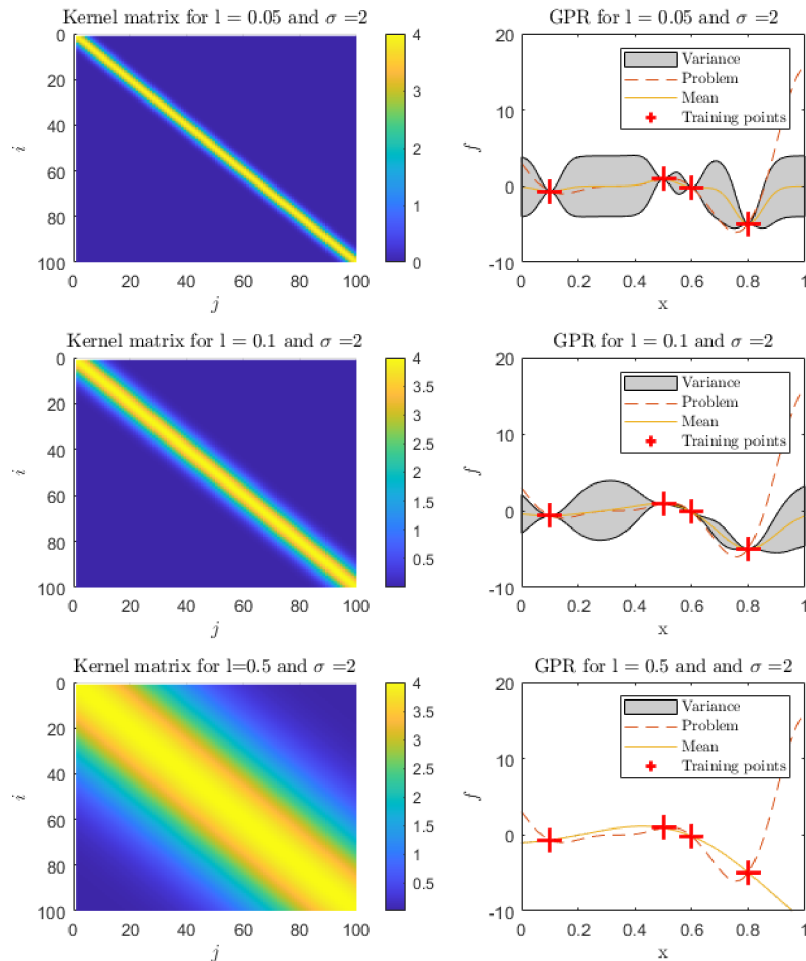 Kernel matrix for l = 0.05 and σ =2
0
20
40
60
80
100
i
0 20 40 60 80 100
j
4
3
2
1
0
GPR for l = 0.05 and σ =2
20
10
0
-10
f
0 0.2 0.4 0.6 0.8 1
x
Variance
Problem
Mean
Training points
Kernel matrix for l = 0.1 and σ =2
0
20
40
60
80
100
i
0 20 40 60 80 100
j
4
3.5
3
2.5
2
1.5
1
0.5
GPR for l = 0.1 and σ =2
20
10
0
-10
f
0 0.2 0.4 0.6 0.8 1
x
Variance
Problem
Mean
Training points
Kernel matrix for l=0.5 and σ =2
0
20
40
60
80
100
i
0 20 40 60 80 100
j
4
3.5
3
2.5
2
1.5
1
0.5
GPR for l = 0.5 and and σ =2
20
10
0
-10
f
0 0.2 0.4 0.6 0.8 1
x
Variance
Problem
Mean
Training points